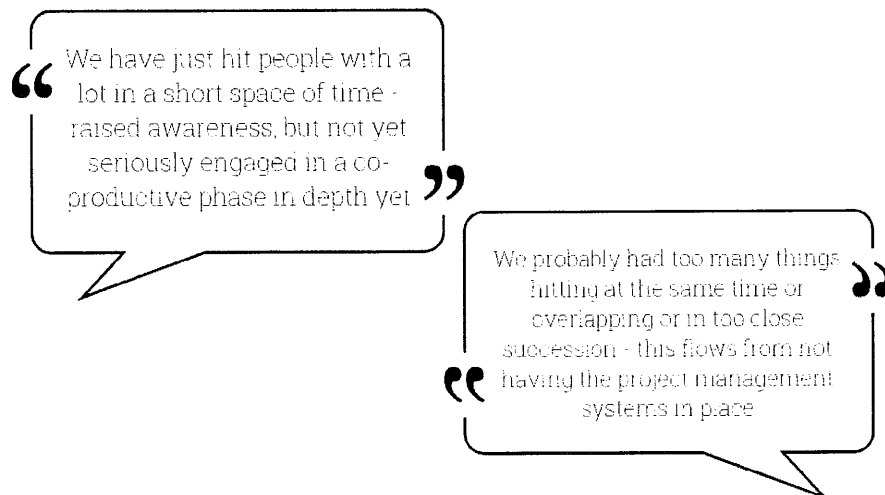 “ We have just hit people with a
lot in a short space of time -
raised awareness, but not yet
seriously engaged in a co-
productive phase in depth yet ”
“ We probably had too many things
hitting at the same time or
overlapping or in too close
succession - this flows from not
having the project management
systems in place ”